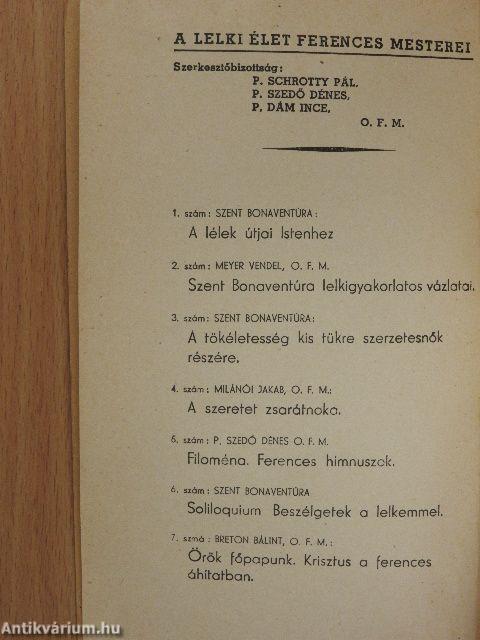 A LELKI ÉLET FERENCES MESTEREI
Szerkesztőbizottság:
P. SCHROTTY PÁL,
P. SZEDŐ DÉNES,
P. DÁM INCE,
O. F. M.
1. szám: SZENT BONAVENTÚRA:
A lélek útjai Istenhez
2. szám: MEYER VENDEL, O. F. M.
Szent Bonaventúra lelkigyakorlatos vázlatai.
3. szám: SZENT BONAVENTÚRA:
A tökéletesség kis tükre szerzetesnők
részére.
4. szám: MILÁNÓI JAKAB, O. F. M.:
A szeretet zsarátnoka.
5. szám: P. SZEDŐ DÉNES O. F. M.
Filoména. Ferences himnuszok.
6. szám: SZENT BONAVENTÚRA
Soliloquium Beszélgetek a lelkemmel.
7. szmá: BRETON BÁLINT, O. F. M.:
Örök főpapunk. Krisztus a ferences
áhítatban.
Antikvárium.hu